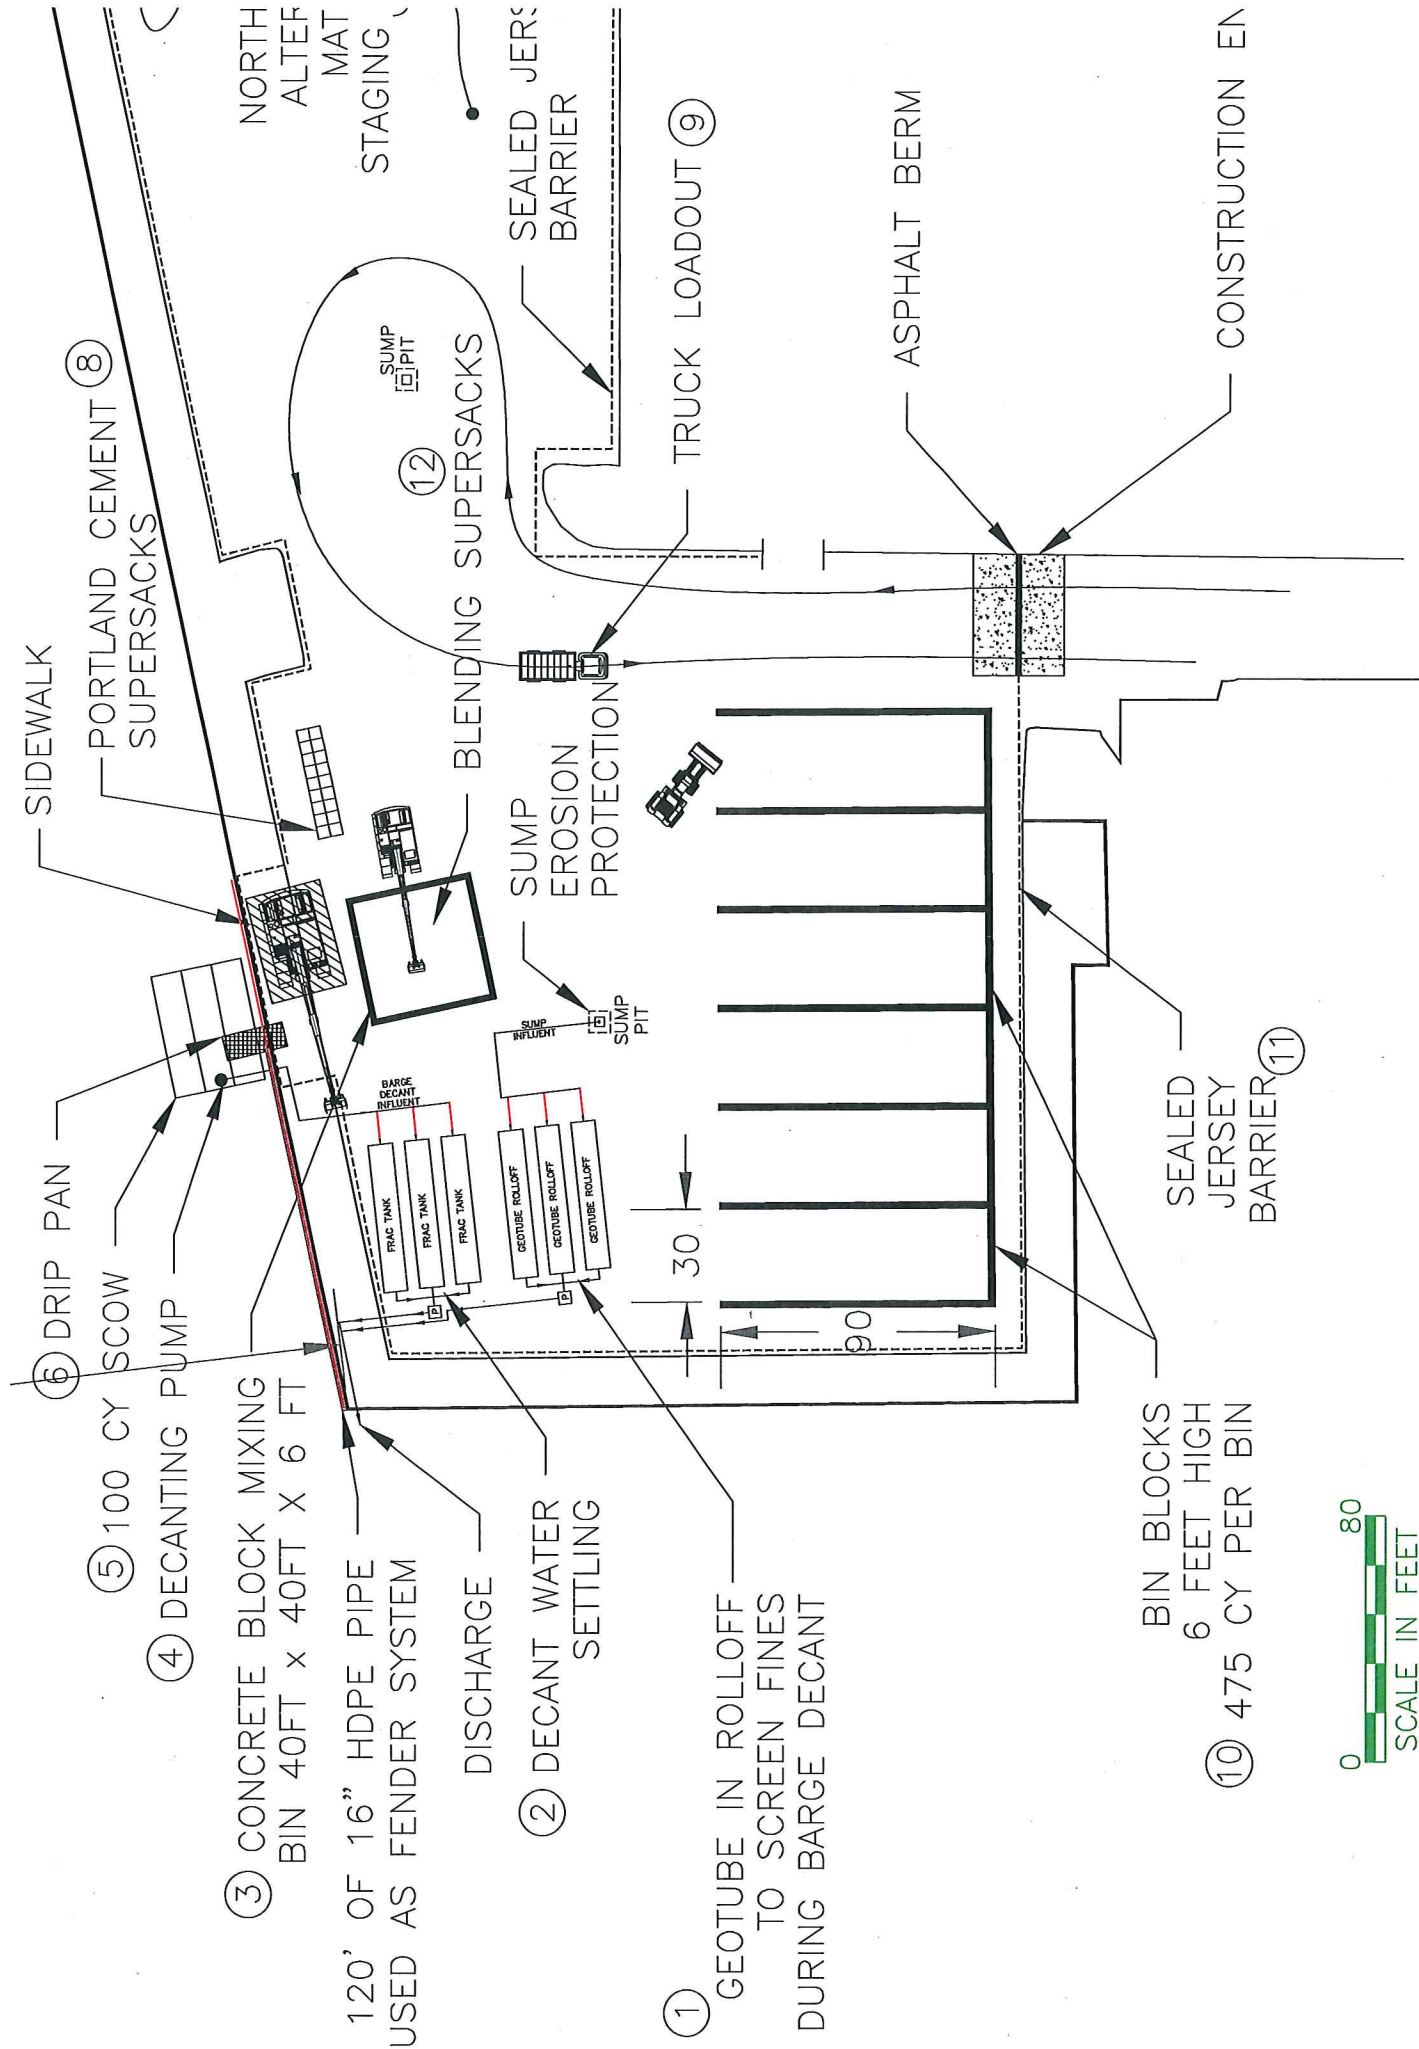 NORTH
ALTER
MAT
STAGING
SEALED JERS
BARRIER
SIDEWALK
PORTLAND CEMENT 8
SUPERSACKS
SUMP
PIT
12
BLENDING SUPERSACKS
TRUCK LOADOUT 9
ASPHALT BERM
CONSTRUCTION EN
SUMP
EROSION
PROTECTION
6 DRIP PAN
5 100 CY SCOW
4 DECANTING PUMP
3 CONCRETE BLOCK MIXING
BIN 40FT x 40FT X 6 FT
120' OF 16" HDPE PIPE
USED AS FENDER SYSTEM
DISCHARGE
2 DECANT WATER
SETTLING
1 GEOTUBE IN ROLLOFF
TO SCREEN FINES
DURING BARGE DECANT
BARGE
DECANT
INFLUENT
SUMP
INFLUENT
SUMP
PIT
FRAC TANK
FRAC TANK
FRAC TANK
GEOTUBE ROLLOFF
GEOTUBE ROLLOFF
GEOTUBE ROLLOFF
P
P
30
90
SEALED
JERSEY
BARRIER 11
BIN BLOCKS
6 FEET HIGH
10 475 CY PER BIN
0 80
SCALE IN FEET